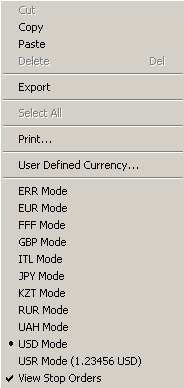 Cut
Copy
Paste
Delete Del
Export
Select All
Print...
User Defined Currency...
ERR Mode
EUR Mode
FFF Mode
GBP Mode
ITL Mode
JPY Mode
KZT Mode
RUR Mode
UAH Mode
USD Mode
USR Mode (1.23456 USD)
View Stop Orders